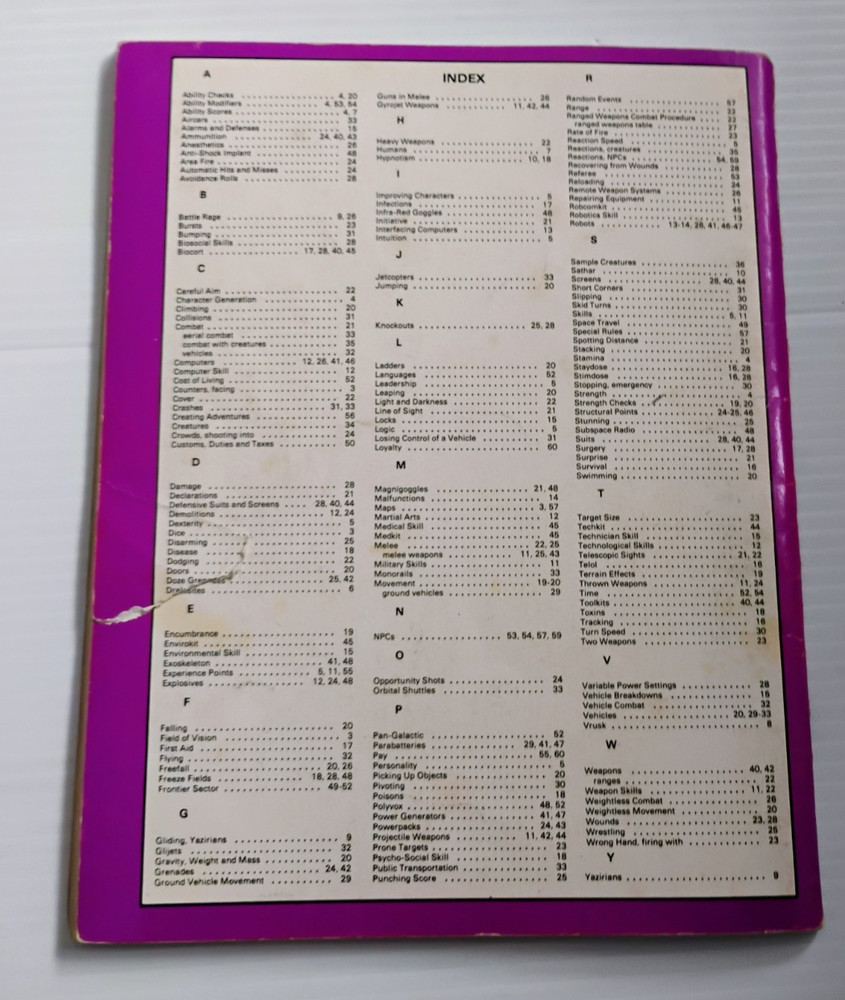 INDEX
A
Ability Checks 4, 20
Ability Modifiers 4, 53, 54
Ability Scores 4, 7
Aircars 33
Alarms and Defenses 15
Ammunition 24, 40, 43
Anesthetics 26
Anti-Shock Implant 48
Area Fire 24
Automatic Hits and Misses 24
Avoidance Rolls 28
B
Battle Rage 9, 26
Bursts 23
Bumping 31
Biosocial Skills 28
Biocort 17, 28, 40, 45
C
Careful Aim 22
Character Generation 4
Climbing 20
Collisions 31
Combat 21
aerial combat 33
combat with creatures 35
vehicles 32
Computers 12, 26, 41, 46
Computer Skill 12
Cost of Living 52
Counters, facing 3
Cover 22
Crashes 31, 33
Creating Adventures 56
Creatures 34
Crowds, shooting into 24
Customs, Duties and Taxes 50
D
Damage 28
Declarations 21
Defensive Suits and Screens 28, 40, 44
Demolitions 12, 24
Dexterity 5
Dice 3
Disarming 25
Disease 18
Dodging 22
Doors 20
Doze Grenades 25, 42
Dralasites 6
E
Encumbrance 19
Envirokit 45
Environmental Skill 15
Exoskeleton 41, 48
Experience Points 5, 11, 55
Explosives 12, 24, 48
F
Falling 20
Field of Vision 3
First Aid 17
Flying 32
Freefall 20, 26
Freeze Fields 18, 28, 48
Frontier Sector 49-52
G
Gliding, Yazirians 9
Glijets 32
Gravity, Weight and Mass 20
Grenades 24, 42
Ground Vehicle Movement 29
Guns in Melee 26
Gyrojet Weapons 11, 42, 44
H
Heavy Weapons 22
Humans 7
Hypnotism 10, 18
I
Improving Characters 5
Infections 17
Infra-Red Goggles 48
Initiative 21
Interfacing Computers 13
Intuition 5
J
Jetcopters 33
Jumping 20
K
Knockouts 25, 28
L
Ladders 20
Languages 52
Leadership 5
Leaping 20
Light and Darkness 22
Line of Sight 21
Locks 15
Logic 5
Losing Control of a Vehicle 31
Loyalty 60
M
Magnigoggles 21, 48
Malfunctions 14
Maps 3, 57
Martial Arts 12
Medical Skill 45
Medkit 45
Melee 22, 25
melee weapons 11, 25, 43
Military Skills 11
Monorails 33
Movement 19-20
ground vehicles 29
N
NPCs 53, 54, 57, 59
O
Opportunity Shots 24
Orbital Shuttles 33
P
Pan-Galactic 52
Parabatteries 29, 41, 47
Pay 55, 60
Personality 5
Picking Up Objects 20
Pivoting 30
Poisons 18
Polyvox 48, 52
Power Generators 41, 47
Powerpacks 24, 43
Projectile Weapons 11, 42, 44
Prone Targets 23
Psycho-Social Skill 18
Public Transportation 33
Punching Score 25
R
Random Events 57
Range 22
Ranged Weapons Combat Procedure 22
ranged weapons table 27
Rate of Fire 23
Reaction Speed 5
Reactions, creatures 35
Reactions, NPCs 54, 59
Recovering from Wounds 28
Referee 53
Reloading 24
Remote Weapon Systems 26
Repairing Equipment 11
Robcomkit 45
Robotics Skill 13
Robots 13-14, 26, 41, 46-47
S
Sample Creatures 36
Sathar 10
Screens 28, 40, 44
Short Corners 31
Slipping 30
Skid Turns 30
Skills 5, 11
Space Travel 49
Special Rules 57
Spotting Distance 21
Stacking 20
Stamina 4
Staydose 16, 28
Stimdose 16, 28
Stopping, emergency 30
Strength 4
Strength Checks 19, 20
Structural Points 24-25, 46
Stunning 25
Subspace Radio 48
Suits 28, 40, 44
Surgery 17, 28
Surprise 21
Survival 16
Swimming 20
T
Target Size 23
Techkit 44
Technician Skill 15
Technological Skills 12
Telescopic Sights 21, 22
Telol 16
Terrain Effects 19
Thrown Weapons 11, 24
Time 52, 54
Toolkits 40, 44
Toxins 18
Tracking 16
Turn Speed 30
Two Weapons 23
V
Variable Power Settings 28
Vehicle Breakdowns 15
Vehicle Combat 32
Vehicles 20, 29-33
Vrusk 8
W
Weapons 40, 42
ranges 22
Weapon Skills 11, 22
Weightless Combat 26
Weightless Movement 20
Wounds 23, 28
Wrestling 25
Wrong Hand, firing with 23
Y
Yazirians 9